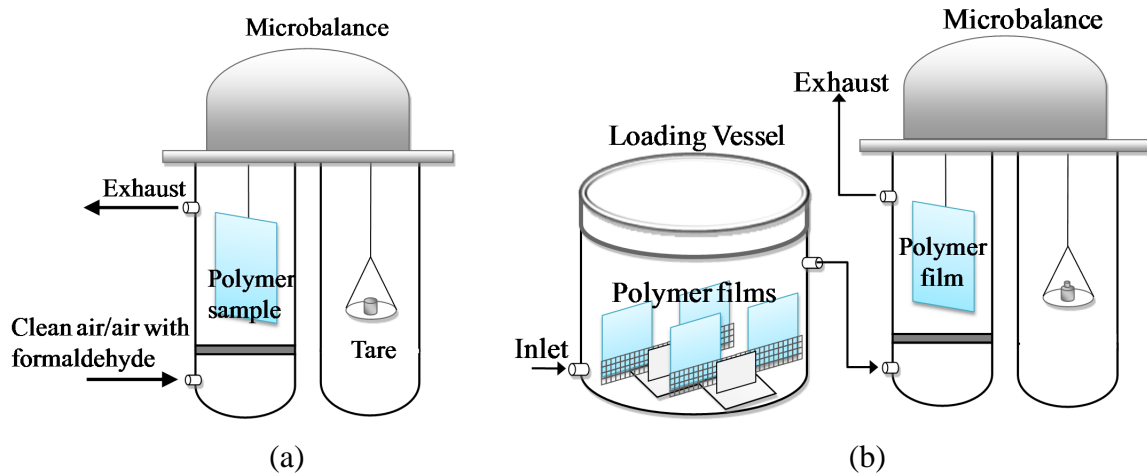 Microbalance
Exhaust
Polymer
sample
Clean air/air with
formaldehyde
Tare
(a)
Microbalance
Exhaust
Loading Vessel
Polymer films
Inlet
Polymer
film
(b)